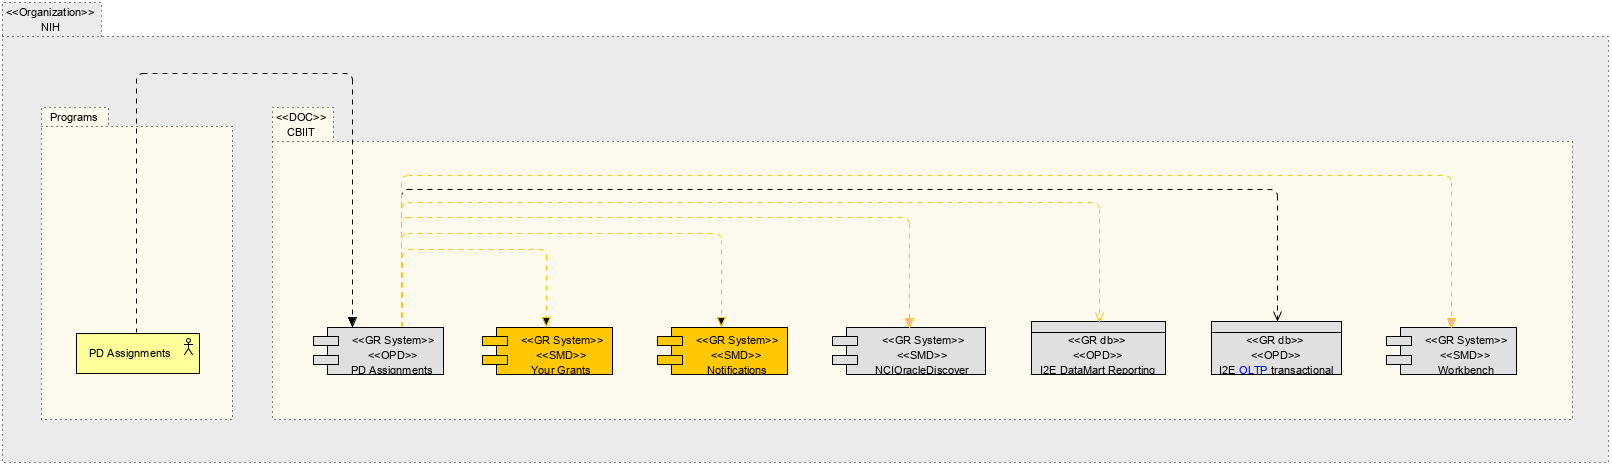 <<Organization>>
NIH
Programs
<<DOC>>
CBIIT
PD Assignments
<<GR System>>
<<OPD>>
PD Assignments
<<GR System>>
<<SMD>>
Your Grants
<<GR System>>
<<SMD>>
Notifications
<<GR System>>
<<SMD>>
NCIOracleDiscover
<<GR db>>
<<OPD>>
I2E DataMart Reporting
<<GR db>>
<<OPD>>
I2E OLTP transactional
<<GR System>>
<<SMD>>
Workbench